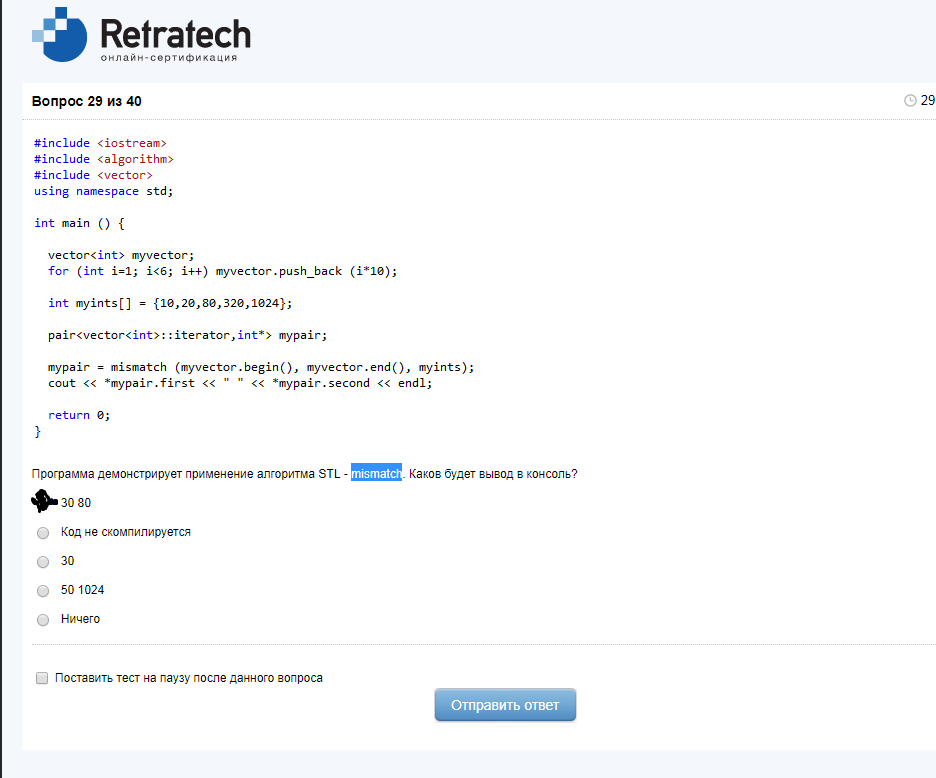 Retratech
онлайн-сертификация
Вопрос 29 из 40
29
#include <iostream>
#include <algorithm>
#include <vector>
using namespace std;
int main () {
vector<int> myvector;
for (int i=1; i<6; i++) myvector.push_back (i*10);
int myints[] = {10,20,80,320,1024};
pair<vector<int>::iterator,int*> mypair;
mypair = mismatch (myvector.begin(), myvector.end(), myints);
cout << *mypair.first << " " << *mypair.second << endl;
return 0;
}
Программа демонстрирует применение алгоритма STL - mismatch. Каков будет вывод в консоль?
30 80
Код не скомпилируется
30
50 1024
Ничего
Поставить тест на паузу после данного вопроса
Отправить ответ